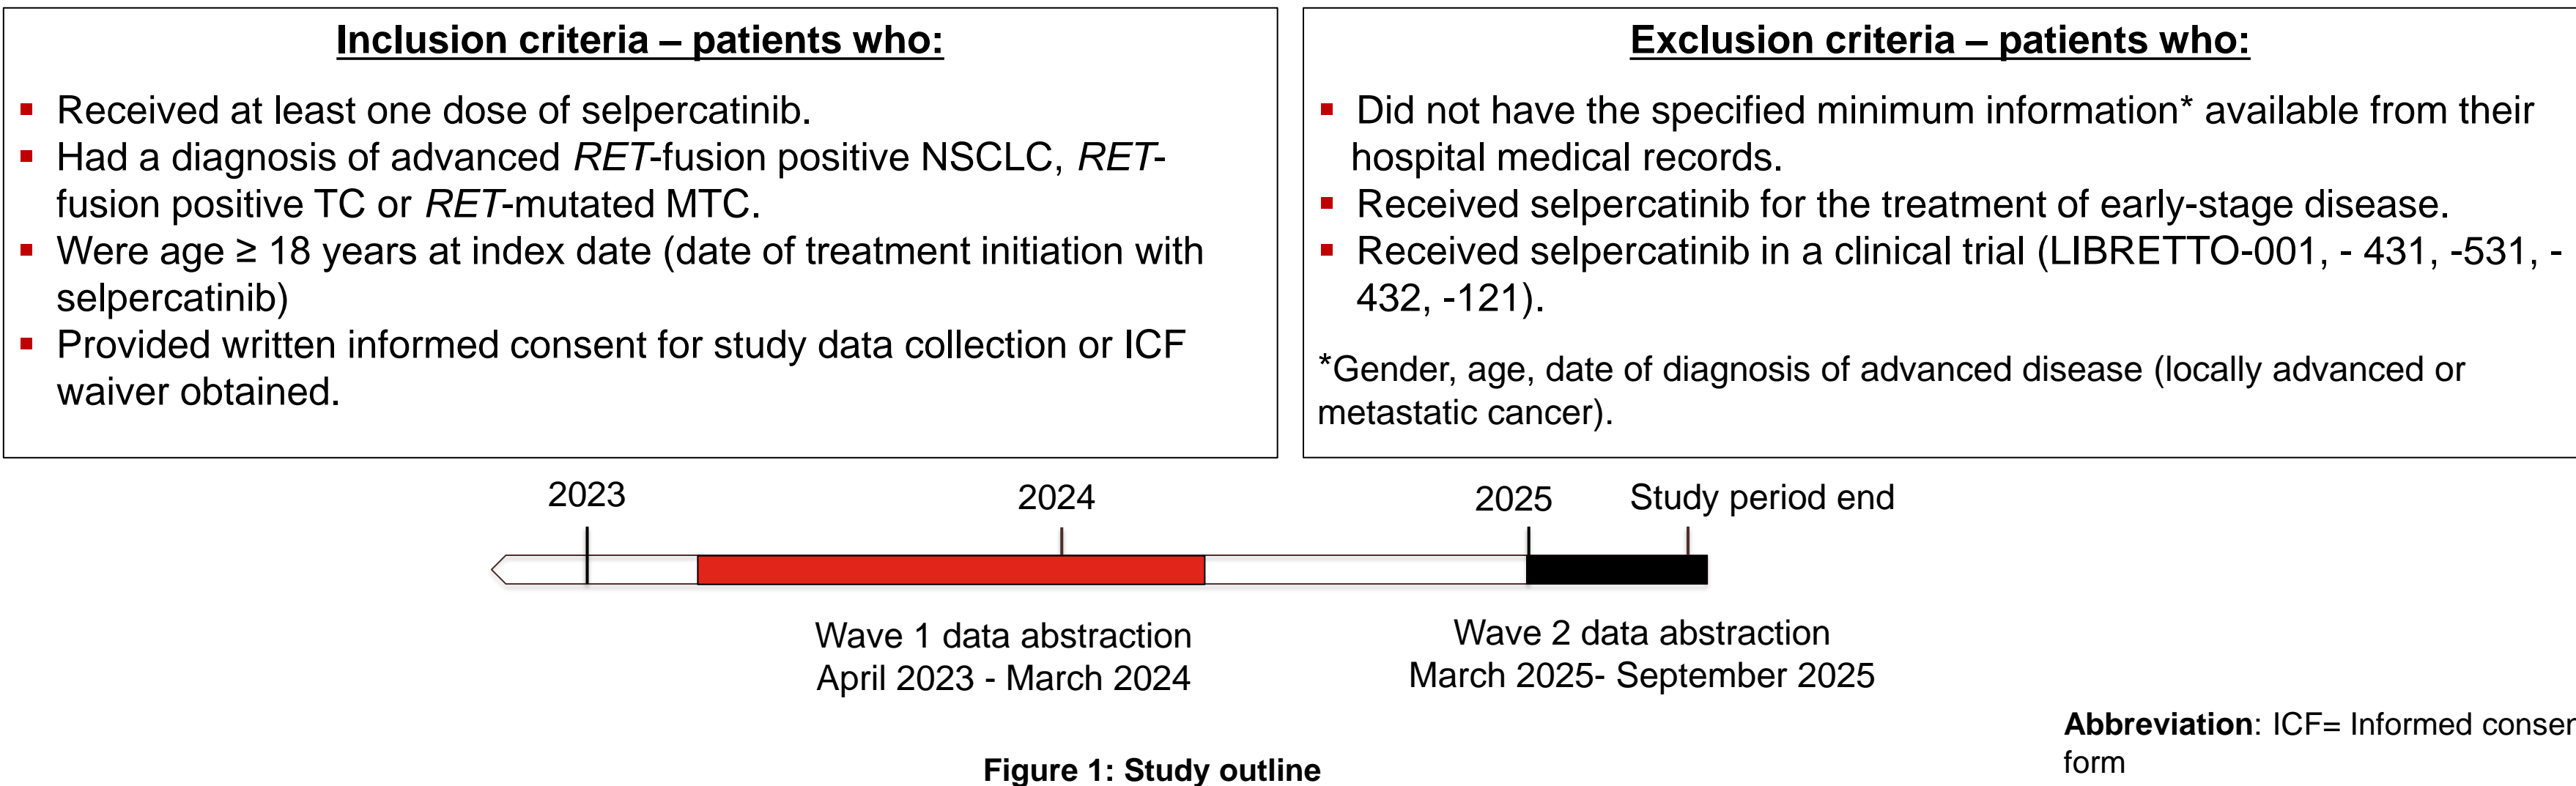 Inclusion criteria – patients who:
▪ Received at least one dose of selpercatinib.
▪ Had a diagnosis of advanced RET-fusion positive NSCLC, RET-
fusion positive TC or RET-mutated MTC.
▪ Were age ≥ 18 years at index date (date of treatment initiation with
selpercatinib)
▪ Provided written informed consent for study data collection or ICF
waiver obtained.
Exclusion criteria – patients who:
▪ Did not have the specified minimum information* available from their
hospital medical records.
▪ Received selpercatinib for the treatment of early-stage disease.
▪ Received selpercatinib in a clinical trial (LIBRETTO-001, - 431, -531, -
432, -121).
*Gender, age, date of diagnosis of advanced disease (locally advanced or
metastatic cancer).
2023
2024
2025
Study period end
Wave 1 data abstraction
April 2023 - March 2024
Wave 2 data abstraction
March 2025- September 2025
Abbreviation: ICF= Informed consen
form
Figure 1: Study outline